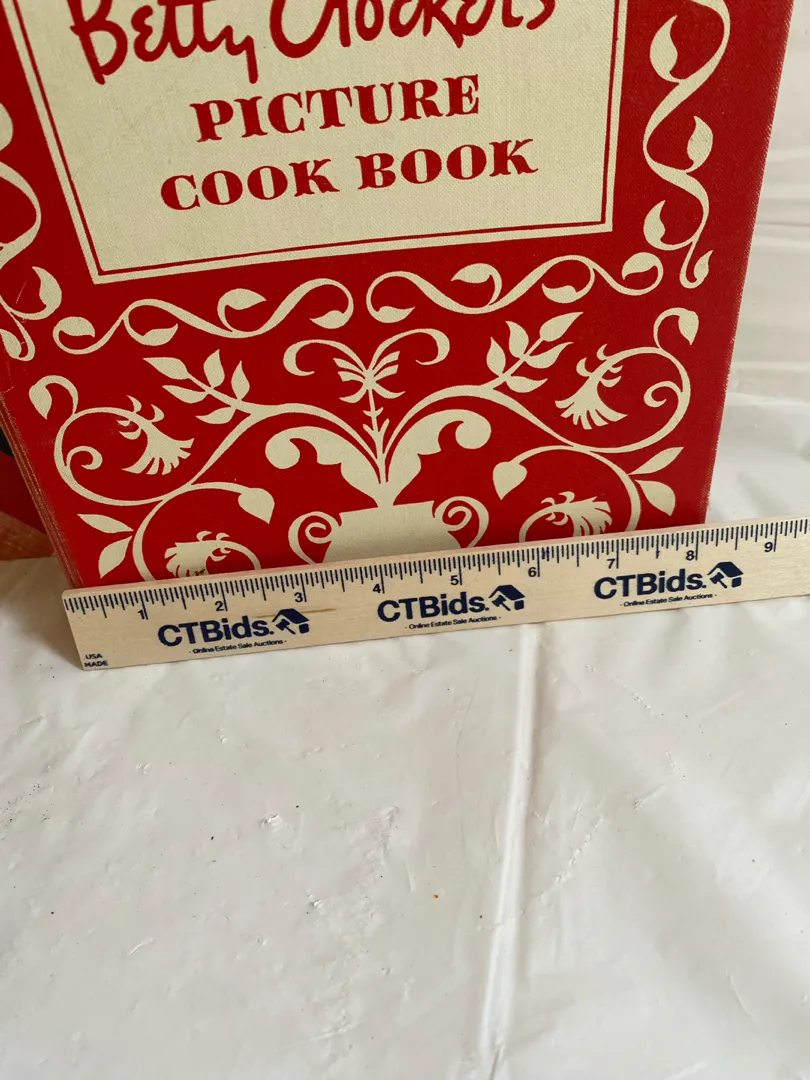 Betty Crocker's
PICTURE
COOK BOOK
1 2 3 4 5 6 7 8 9
CTBids. CTBids. CTBids.
- Online Estate Sale Auctions - - Online Estate Sale Auctions - - Online Estate Sale Auctions -
USA
MADE